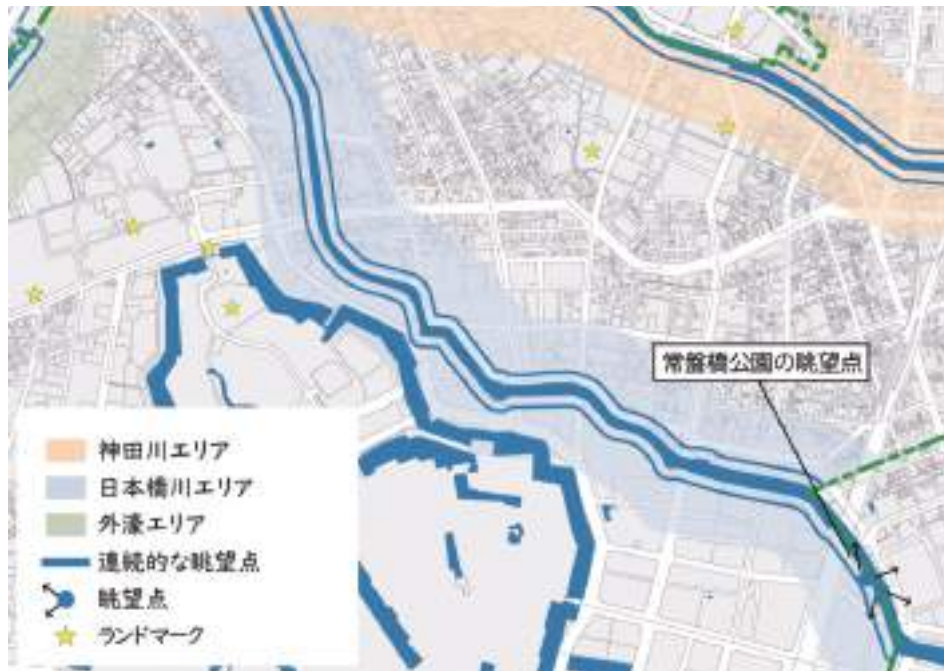 常盤橋公園の眺望点
神田川エリア
日本橋川エリア
外濠エリア
連続的な眺望点
眺望点
ランドマーク